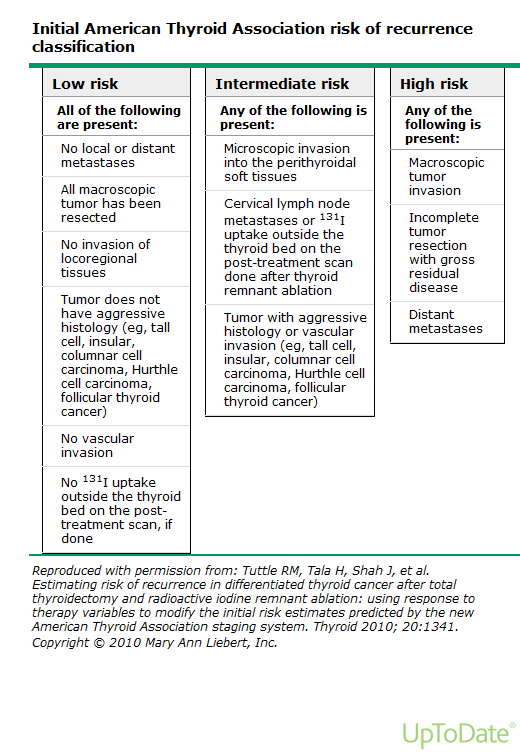 Initial American Thyroid Association risk of recurrence
classification
Low risk
All of the following
are present:
No local or distant
metastases
All macroscopic
tumor has been
resected
No invasion of
locoregional
tissues
Tumor does not
have aggressive
histology (eg, tall
cell, insular,
columnar cell
carcinoma, Hurthle
cell carcinoma,
follicular thyroid
cancer)
No vascular
invasion
No 131I uptake
outside the thyroid
bed on the post-
treatment scan, if
done
Intermediate risk
Any of the following is
present:
Microscopic invasion
into the perithyroidal
soft tissues
Cervical lymph node
metastases or 131I
uptake outside the
thyroid bed on the
post-treatment scan
done after thyroid
remnant ablation
Tumor with aggressive
histology or vascular
invasion (eg, tall cell,
insular, columnar cell
carcinoma, Hurthle cell
carcinoma, follicular
thyroid cancer)
High risk
Any of the
following is
present:
Macroscopic
tumor
invasion
Incomplete
tumor
resection
with gross
residual
disease
Distant
metastases
Reproduced with permission from: Tuttle RM, Tala H, Shah J, et al.
Estimating risk of recurrence in differentiated thyroid cancer after total
thyroidectomy and radioactive iodine remnant ablation: using response to
therapy variables to modify the initial risk estimates predicted by the new
American Thyroid Association staging system. Thyroid 2010; 20:1341.
Copyright © 2010 Mary Ann Liebert, Inc.
UpToDate®